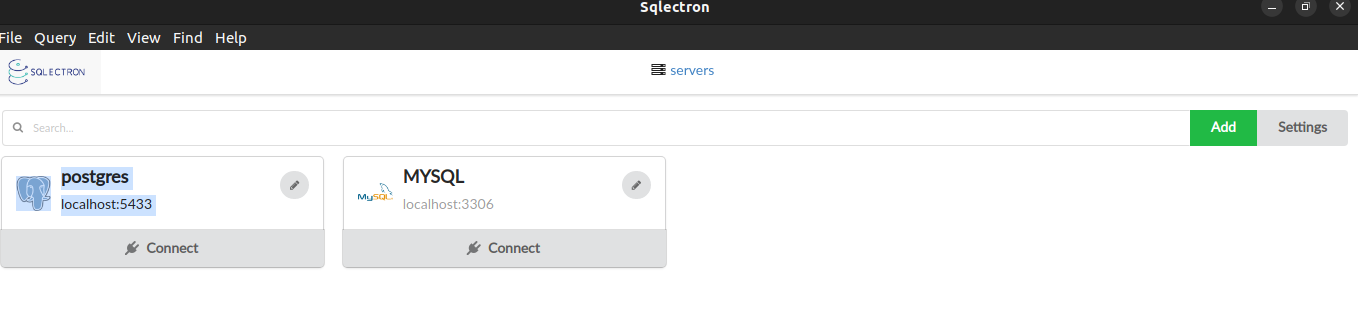 Sqlectron
File Query Edit View Find Help
SQLECTRON
servers
Search...
Add
Settings
postgres
localhost:5433
Connect
MySQL
MYSQL
localhost:3306
Connect